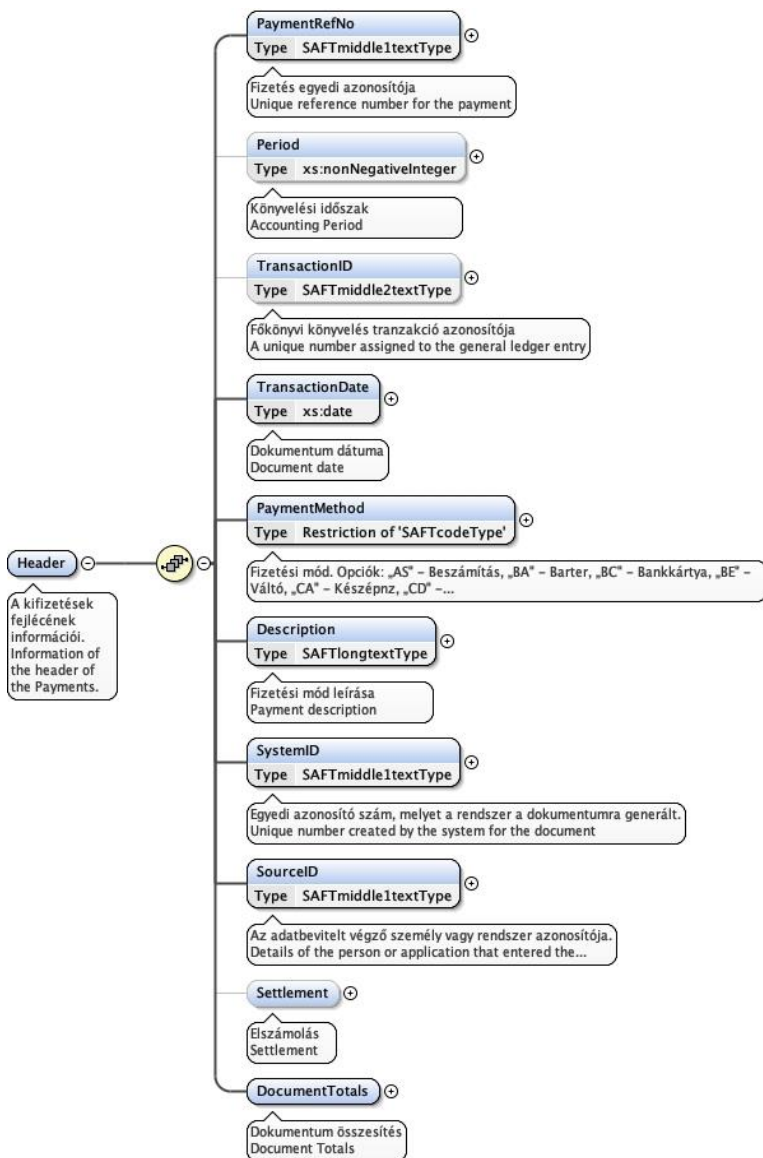 PaymentRefNo
Type SAFTmiddle1textType
Fizetés egyedi azonosítója
Unique reference number for the payment
Period
Type xs:nonNegativeInteger
Könyvelési időszak
Accounting Period
TransactionID
Type SAFTmiddle2textType
Főkönyvi könyvelés tranzakció azonosítója
A unique number assigned to the general ledger entry
TransactionDate
Type xs:date
Dokumentum dátuma
Document date
PaymentMethod
Type Restriction of 'SAFTcodeType'
Fizetési mód. Opciók: „AS" – Beszámítás, „BA" – Barter, „BC" – Bankkártya, „BE" –
Váltó, „CA" – Készépnz, „CD" –...
Header
A kifizetések
fejlécének
információi.
Information of
the header of
the Payments.
Description
Type SAFTlongtextType
Fizetési mód leírása
Payment description
SystemID
Type SAFTmiddle1textType
Egyedi azonosító szám, melyet a rendszer a dokumentumra generált.
Unique number created by the system for the document
SourceID
Type SAFTmiddle1textType
Az adatbevitelt végző személy vagy rendszer azonosítója.
Details of the person or application that entered the...
Settlement
Elszámolás
Settlement
DocumentTotals
Dokumentum összesítés
Document Totals